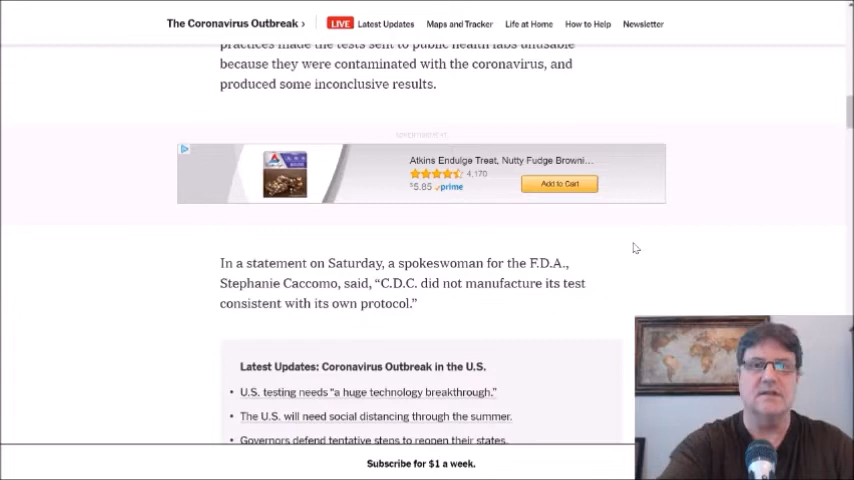 The Coronavirus Outbreak ›
LIVE Latest Updates Maps and Tracker Life at Home How to Help Newsletter
practices made the tests sent to public health labs unusable
because they were contaminated with the coronavirus, and
produced some inconclusive results.
ADVERTISEMENT
Atkins Endulge Treat, Nutty Fudge Browni...
4,170
$5.85 prime
Add to Cart
In a statement on Saturday, a spokeswoman for the F.D.A.,
Stephanie Caccomo, said, “C.D.C. did not manufacture its test
consistent with its own protocol.”
Latest Updates: Coronavirus Outbreak in the U.S.
• U.S. testing needs “a huge technology breakthrough.”
• The U.S. will need social distancing through the summer.
• Governors defend tentative steps to reopen their states.
Subscribe for $1 a week.